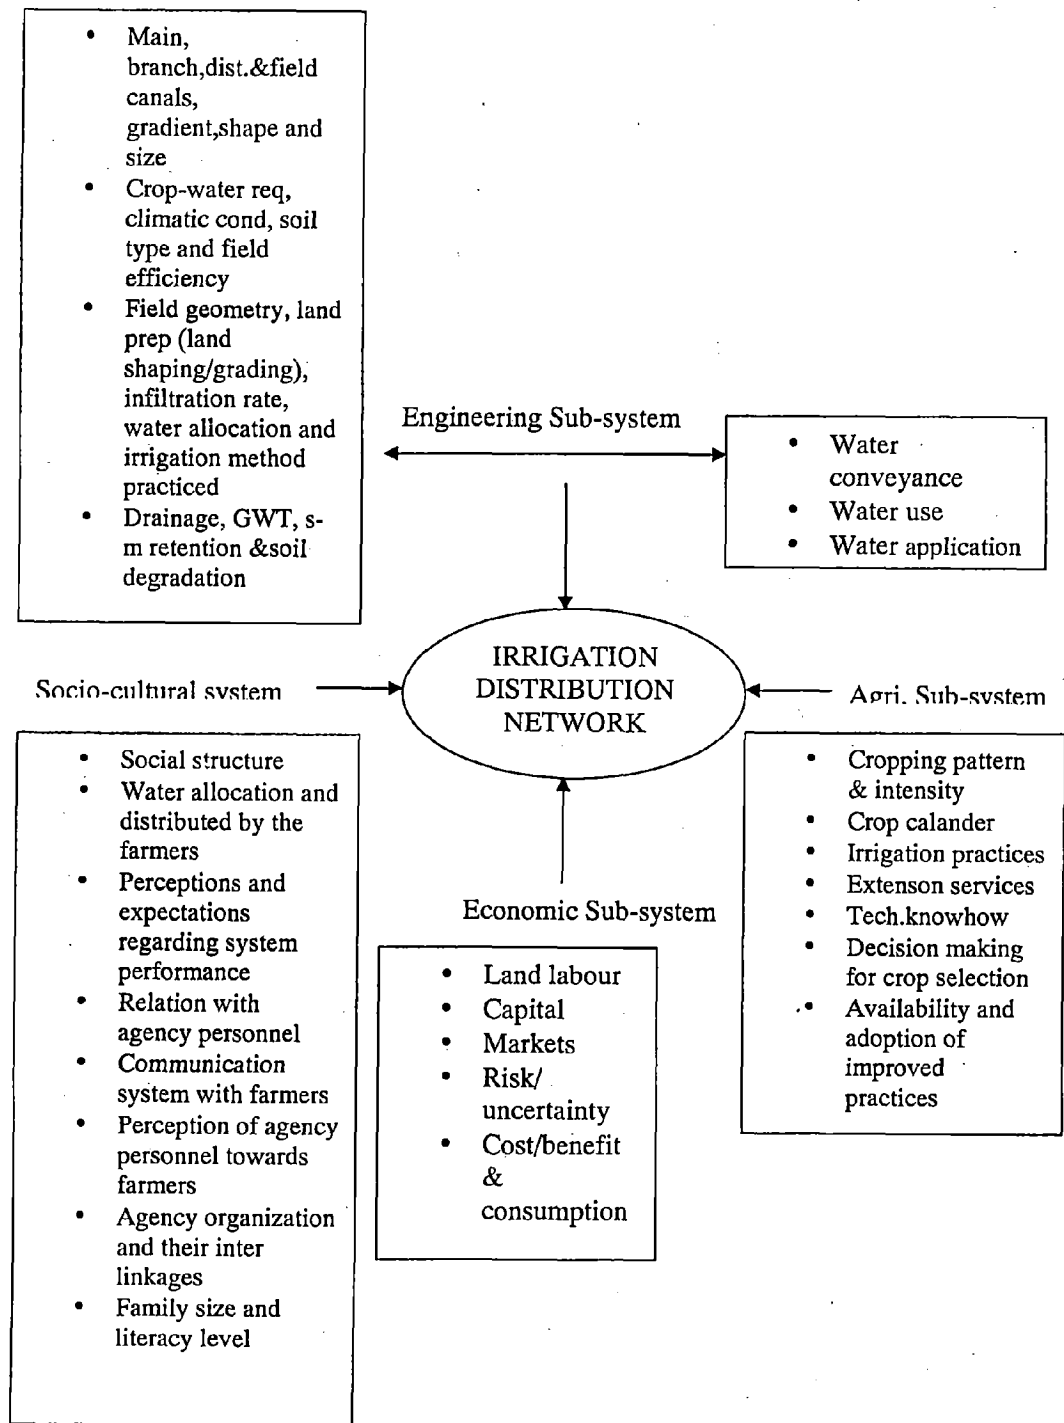 • Main,
branch,dist.&field
canals,
gradient,shape and
size
• Crop-water req,
climatic cond, soil
type and field
efficiency
• Field geometry, land
prep (land
shaping/grading),
infiltration rate,
water allocation and
irrigation method
practiced
• Drainage, GWT, s-
m retention &soil
degradation
Engineering Sub-system
• Water
conveyance
• Water use
• Water application
IRRIGATION
DISTRIBUTION
NETWORK
Socio-cultural system
Agri. Sub-system
• Social structure
• Water allocation and
distributed by the
farmers
• Perceptions and
expectations
regarding system
performance
• Relation with
agency personnel
• Communication
system with farmers
• Perception of agency
personnel towards
farmers
• Agency organization
and their inter
linkages
• Family size and
literacy level
Economic Sub-system
• Land labour
• Capital
• Markets
• Risk/
uncertainty
• Cost/benefit
&
consumption
• Cropping pattern
& intensity
• Crop calander
• Irrigation practices
• Extenson services
• Tech.knowhow
• Decision making
for crop selection
• Availability and
adoption of
improved
practices